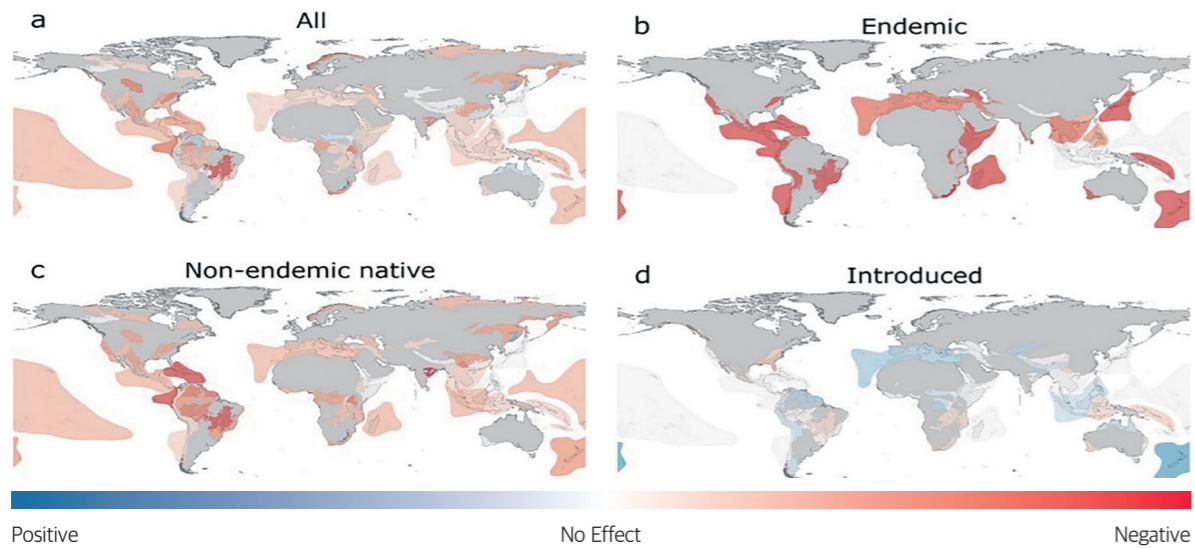 a All b Endemic
c Non-endemic native d Introduced
Positive No Effect Negative